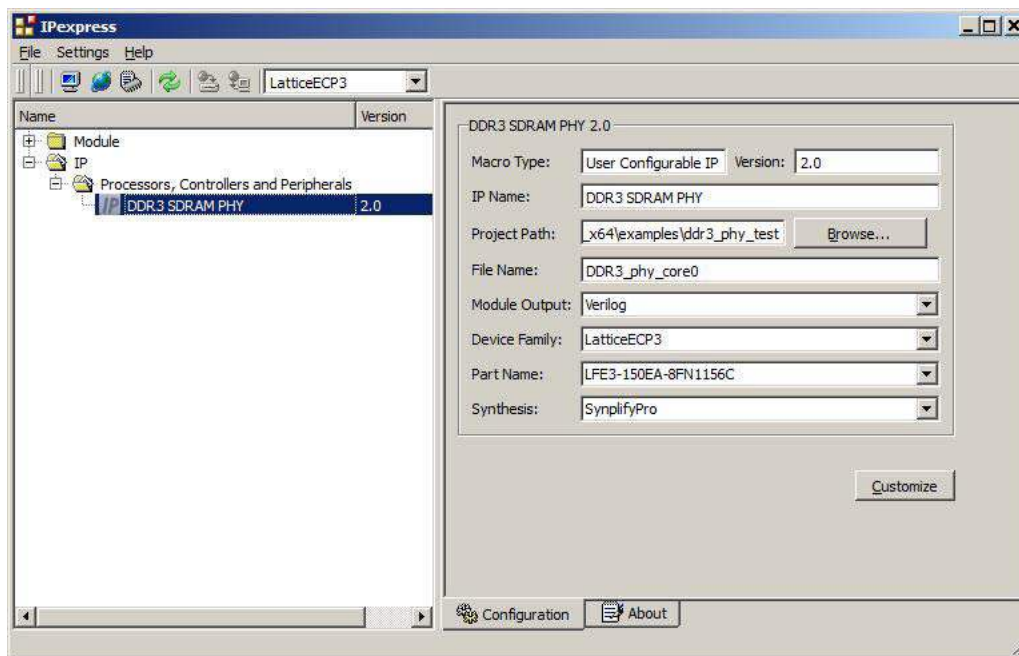 IPexpress
File Settings Help
LatticeECP3
Name Version
Module
IP
Processors, Controllers and Peripherals
IP DDR3 SDRAM PHY 2.0
DDR3 SDRAM PHY 2.0
Macro Type: User Configurable IP Version: 2.0
IP Name: DDR3 SDRAM PHY
Project Path: _x64\examples\ddr3_phy_test Browse...
File Name: DDR3_phy_core0
Module Output: Verilog
Device Family: LatticeECP3
Part Name: LFE3-150EA-8FN1156C
Synthesis: SynplifyPro
Customize
Configuration About